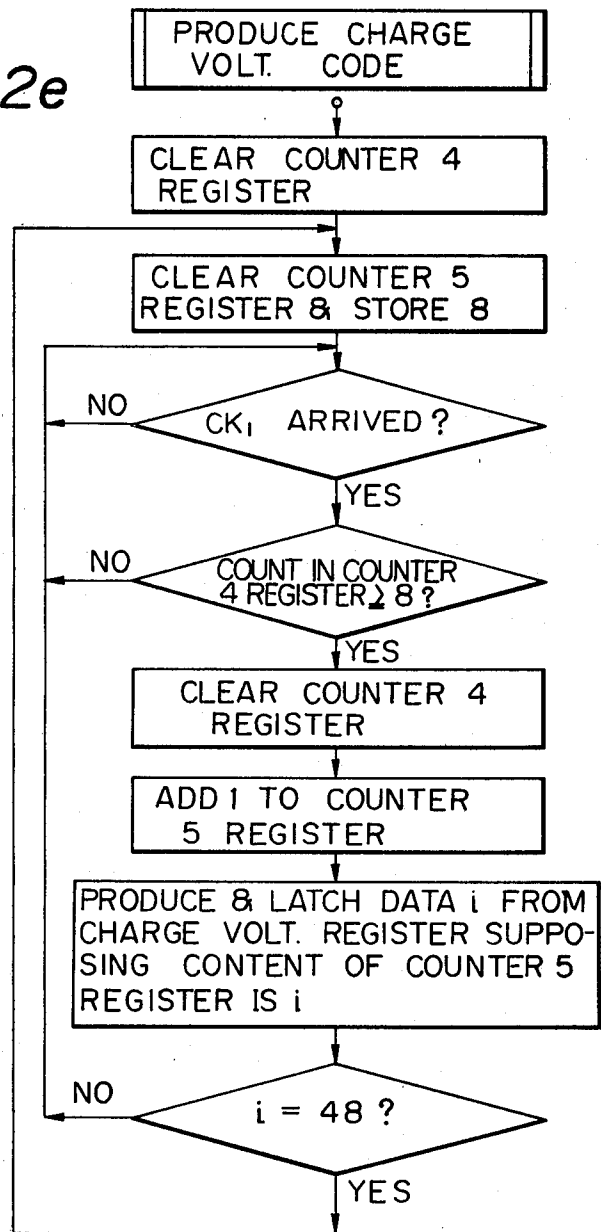 2e
PRODUCE CHARGE
VOLT. CODE
CLEAR COUNTER 4
REGISTER
CLEAR COUNTER 5
REGISTER & STORE 8
NO
CK₁ ARRIVED?
YES
NO
COUNT IN COUNTER
4 REGISTER ≥ 8?
YES
CLEAR COUNTER 4
REGISTER
ADD 1 TO COUNTER
5 REGISTER
PRODUCE & LATCH DATA i FROM
CHARGE VOLT. REGISTER SUPPO-
SING CONTENT OF COUNTER 5
REGISTER IS i
NO
i = 48?
YES